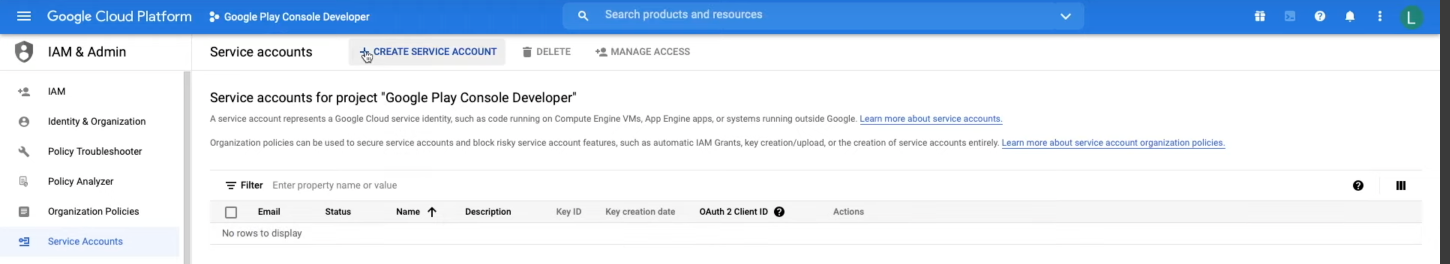 Google Cloud Platform Google Play Console Developer Search products and resources L
IAM & Admin Service accounts CREATE SERVICE ACCOUNT DELETE MANAGE ACCESS
IAM
Identity & Organization
Policy Troubleshooter
Policy Analyzer
Organization Policies
Service Accounts
Service accounts for project "Google Play Console Developer"
A service account represents a Google Cloud service identity, such as code running on Compute Engine VMs, App Engine apps, or systems running outside Google. Learn more about service accounts.
Organization policies can be used to secure service accounts and block risky service account features, such as automatic IAM Grants, key creation/upload, or the creation of service accounts entirely. Learn more about service account organization policies.
Filter Enter property name or value
Email Status Name Description Key ID Key creation date OAuth 2 Client ID Actions
No rows to display